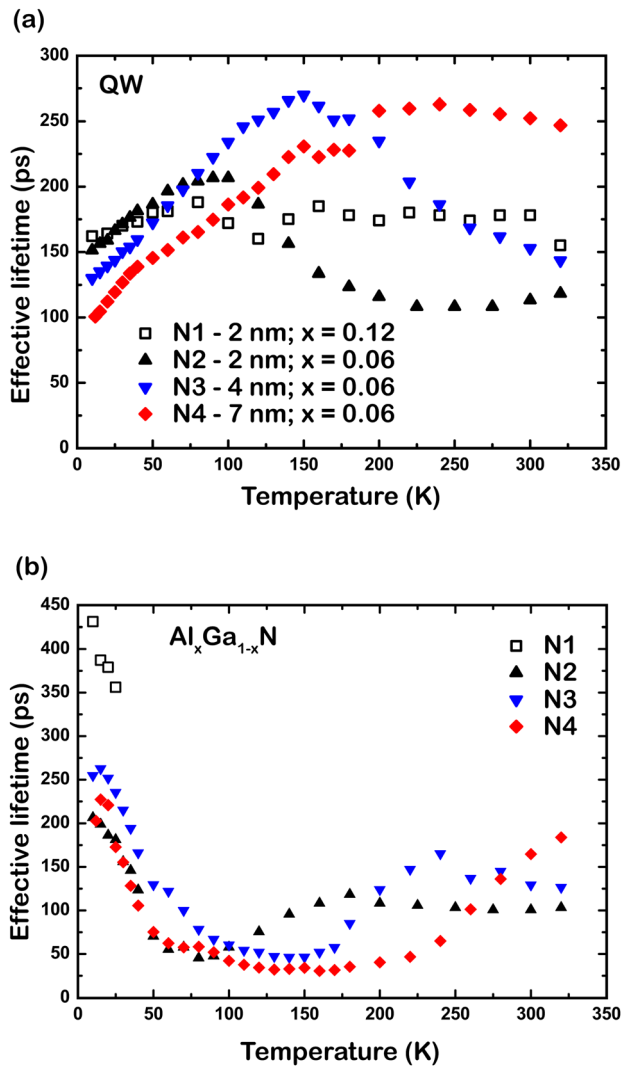 (a)
300
250
200
150
100
50
0
Effective lifetime (ps)
QW
N1 - 2 nm; x = 0.12
N2 - 2 nm; x = 0.06
N3 - 4 nm; x = 0.06
N4 - 7 nm; x = 0.06
0 50 100 150 200 250 300 350
Temperature (K)
(b)
450
400
350
300
250
200
150
100
50
0
Effective lifetime (ps)
AlxGa1-xN
N1
N2
N3
N4
0 50 100 150 200 250 300 350
Temperature (K)